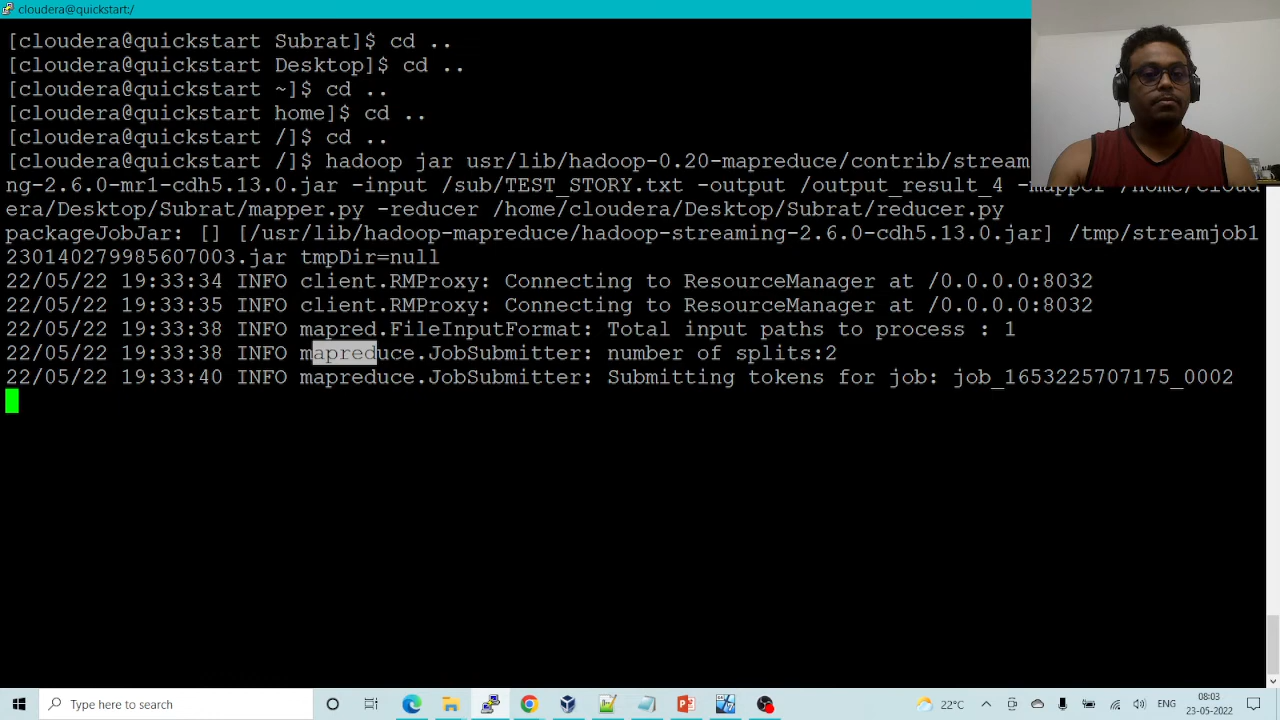 cloudera@quickstart:/
[cloudera@quickstart Subrat]$ cd ..
[cloudera@quickstart Desktop]$ cd ..
[cloudera@quickstart ~]$ cd ..
[cloudera@quickstart home]$ cd ..
[cloudera@quickstart /]$ cd ..
[cloudera@quickstart /]$ hadoop jar usr/lib/hadoop-0.20-mapreduce/contrib/stream
ng-2.6.0-mr1-cdh5.13.0.jar -input /sub/TEST_STORY.txt -output /output_result_4 -mapper /home/cloud
era/Desktop/Subrat/mapper.py -reducer /home/cloudera/Desktop/Subrat/reducer.py
packageJobJar: [] [/usr/lib/hadoop-mapreduce/hadoop-streaming-2.6.0-cdh5.13.0.jar] /tmp/streamjob1
230140279985607003.jar tmpDir=null
22/05/22 19:33:34 INFO client.RMProxy: Connecting to ResourceManager at /0.0.0.0:8032
22/05/22 19:33:35 INFO client.RMProxy: Connecting to ResourceManager at /0.0.0.0:8032
22/05/22 19:33:38 INFO mapred.FileInputFormat: Total input paths to process : 1
22/05/22 19:33:38 INFO mapreduce.JobSubmitter: number of splits:2
22/05/22 19:33:40 INFO mapreduce.JobSubmitter: Submitting tokens for job: job_1653225707175_0002
Type here to search
22°C
ENG
08:03
23-05-2022